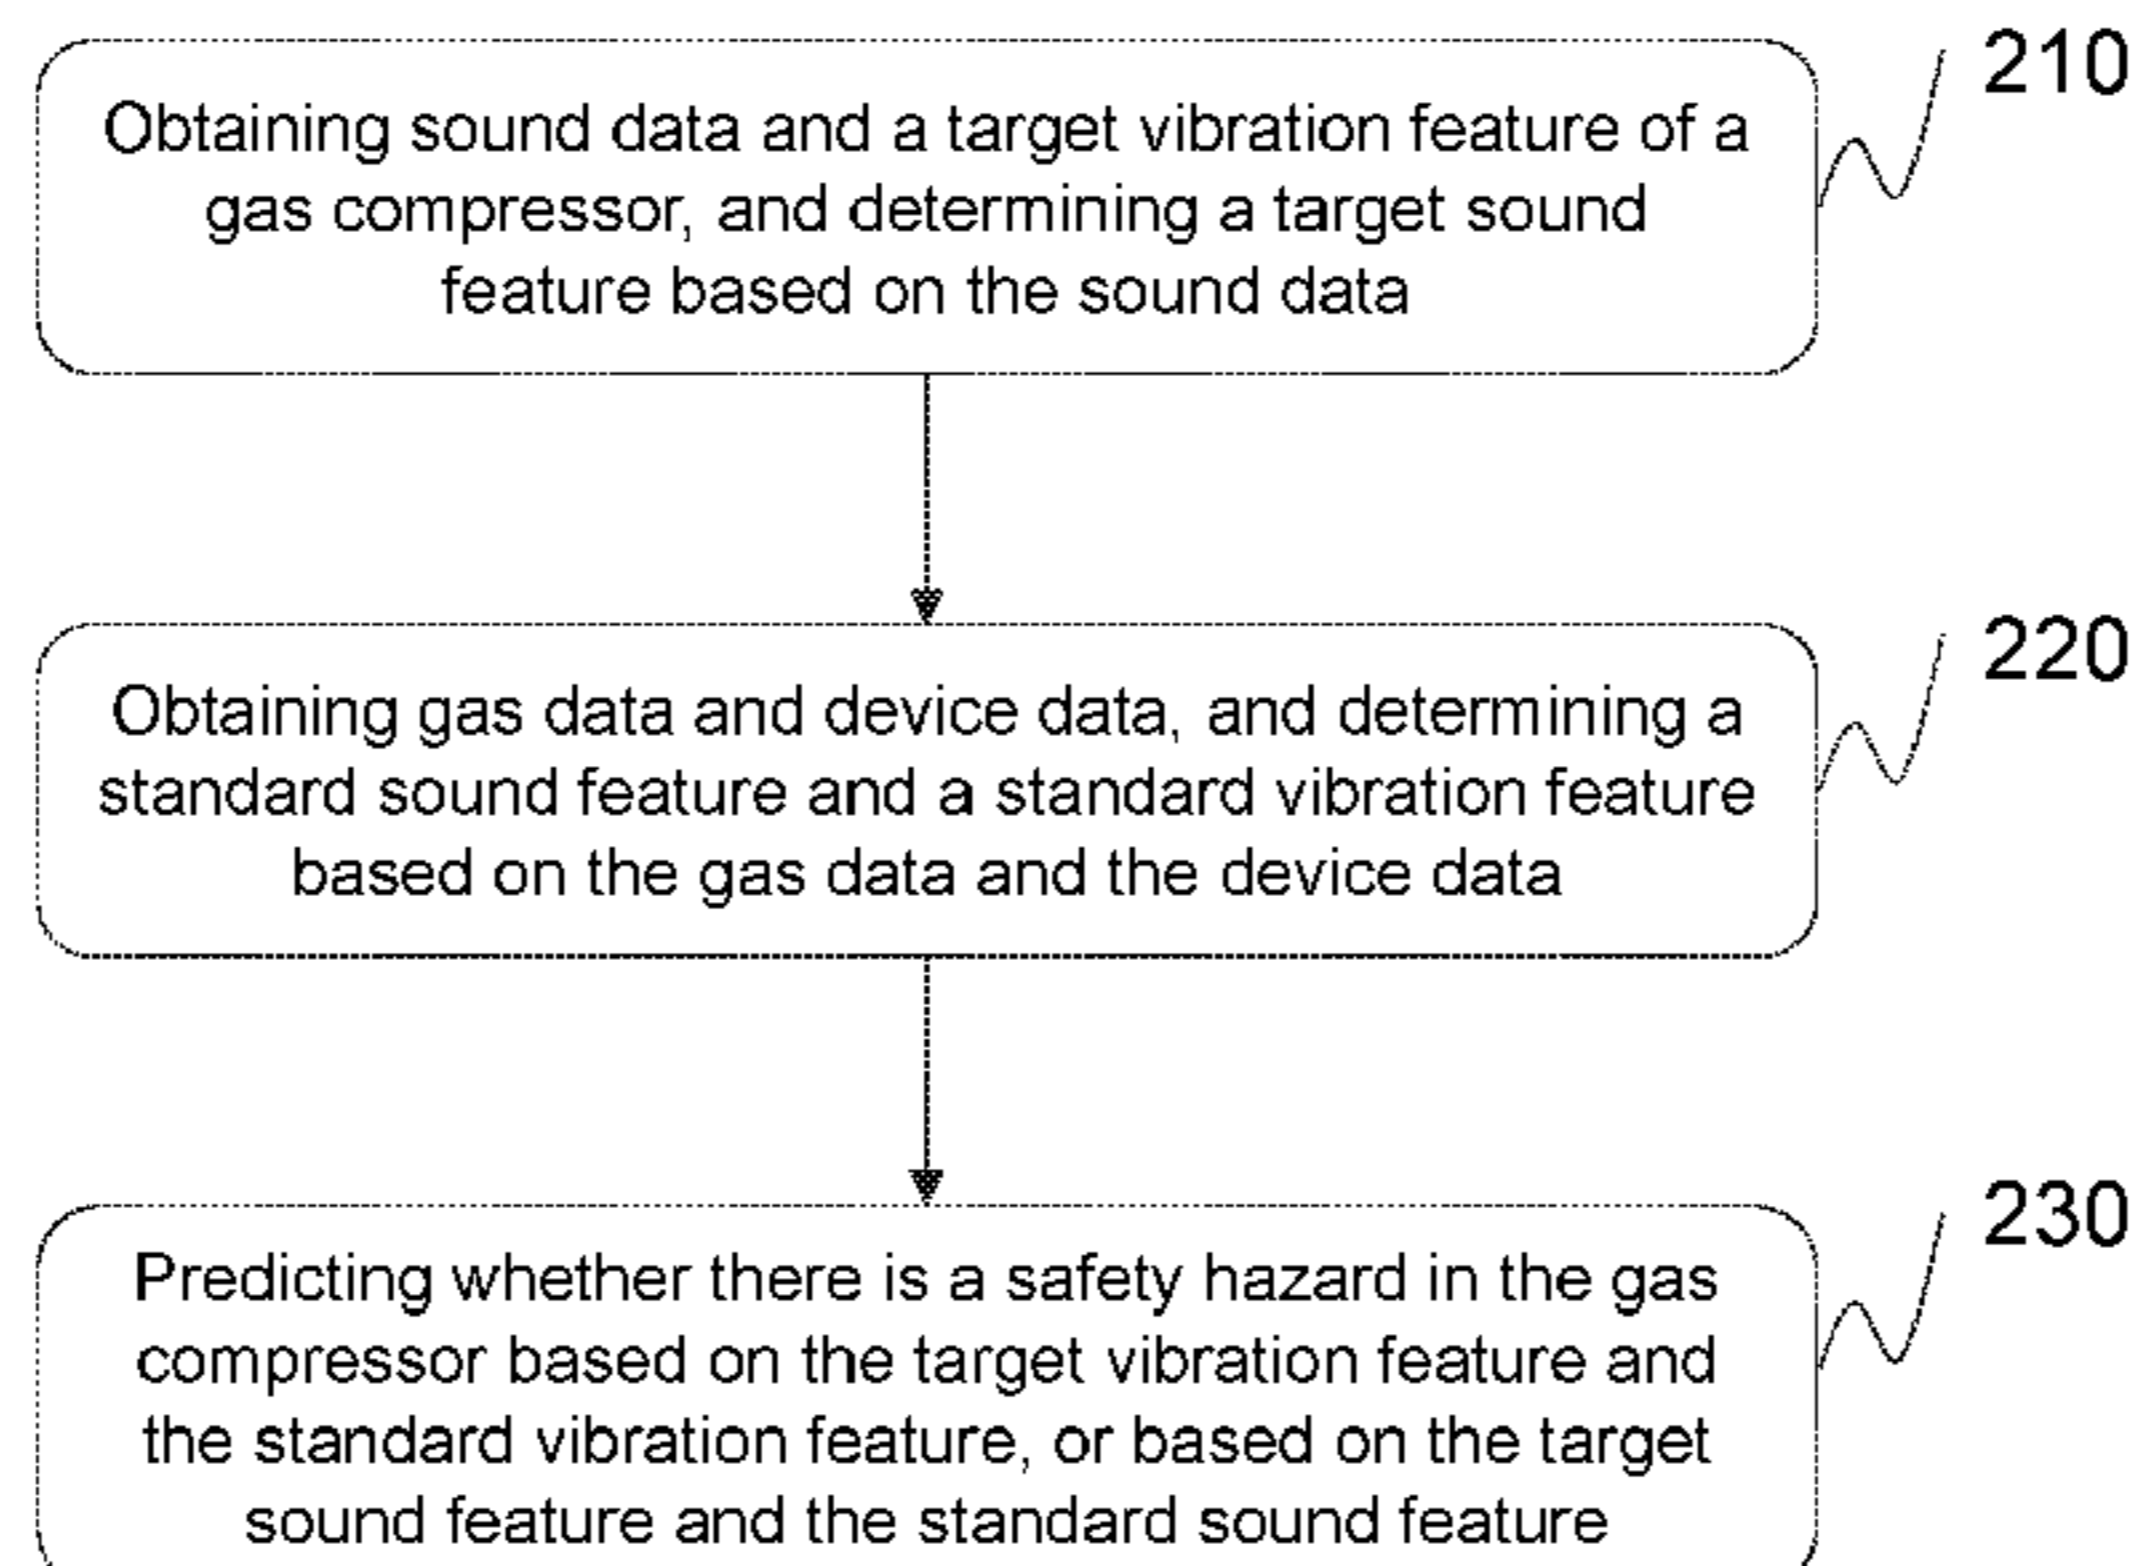 210
Obtaining sound data and a target vibration feature of a
gas compressor, and determining a target sound
feature based on the sound data
220
Obtaining gas data and device data, and determining a
standard sound feature and a standard vibration feature
based on the gas data and the device data
230
Predicting whether there is a safety hazard in the gas
compressor based on the target vibration feature and
the standard vibration feature, or based on the target
sound feature and the standard sound feature